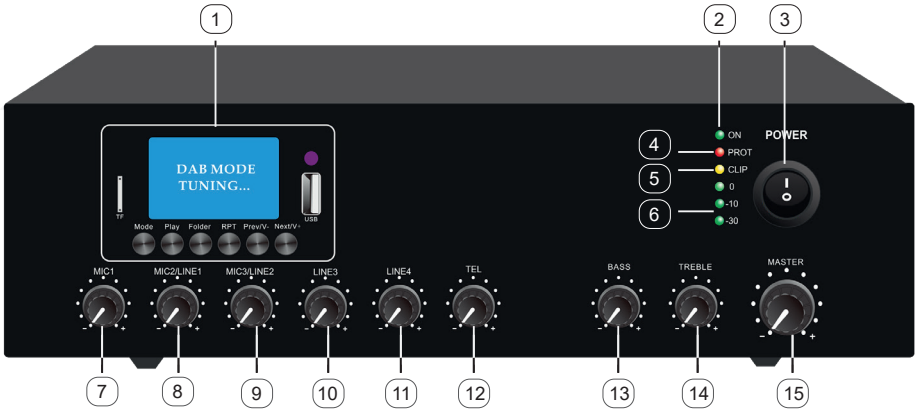 1
2
3
4
5
6
ON
PROT
CLIP
0
-10
-30
POWER
DAB MODE
TUNING...
TF
USB
Mode Play Folder RPT Prev/V- Next/V+
MIC1 MIC2/LINE1 MIC3/LINE2 LINE3 LINE4 TEL BASS TREBLE MASTER
- + - + - + - + - + - + - + - + - +
7 8 9 10 11 12 13 14 15